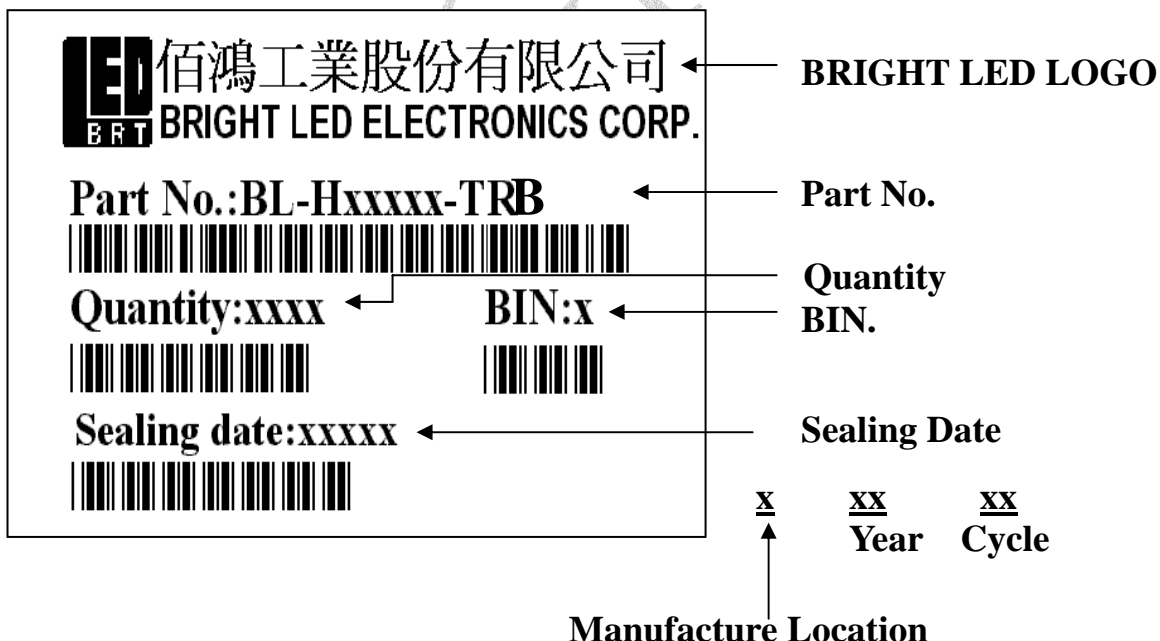 LED 佰鴻工業股份有限公司
BRT BRIGHT LED ELECTRONICS CORP.
BRIGHT LED LOGO
Part No.:BL-Hxxxxx-TRB
Part No.
Quantity:xxxx
BIN:x
Quantity
BIN.
Sealing date:xxxxx
Sealing Date
x xx xx
Year Cycle
Manufacture Location